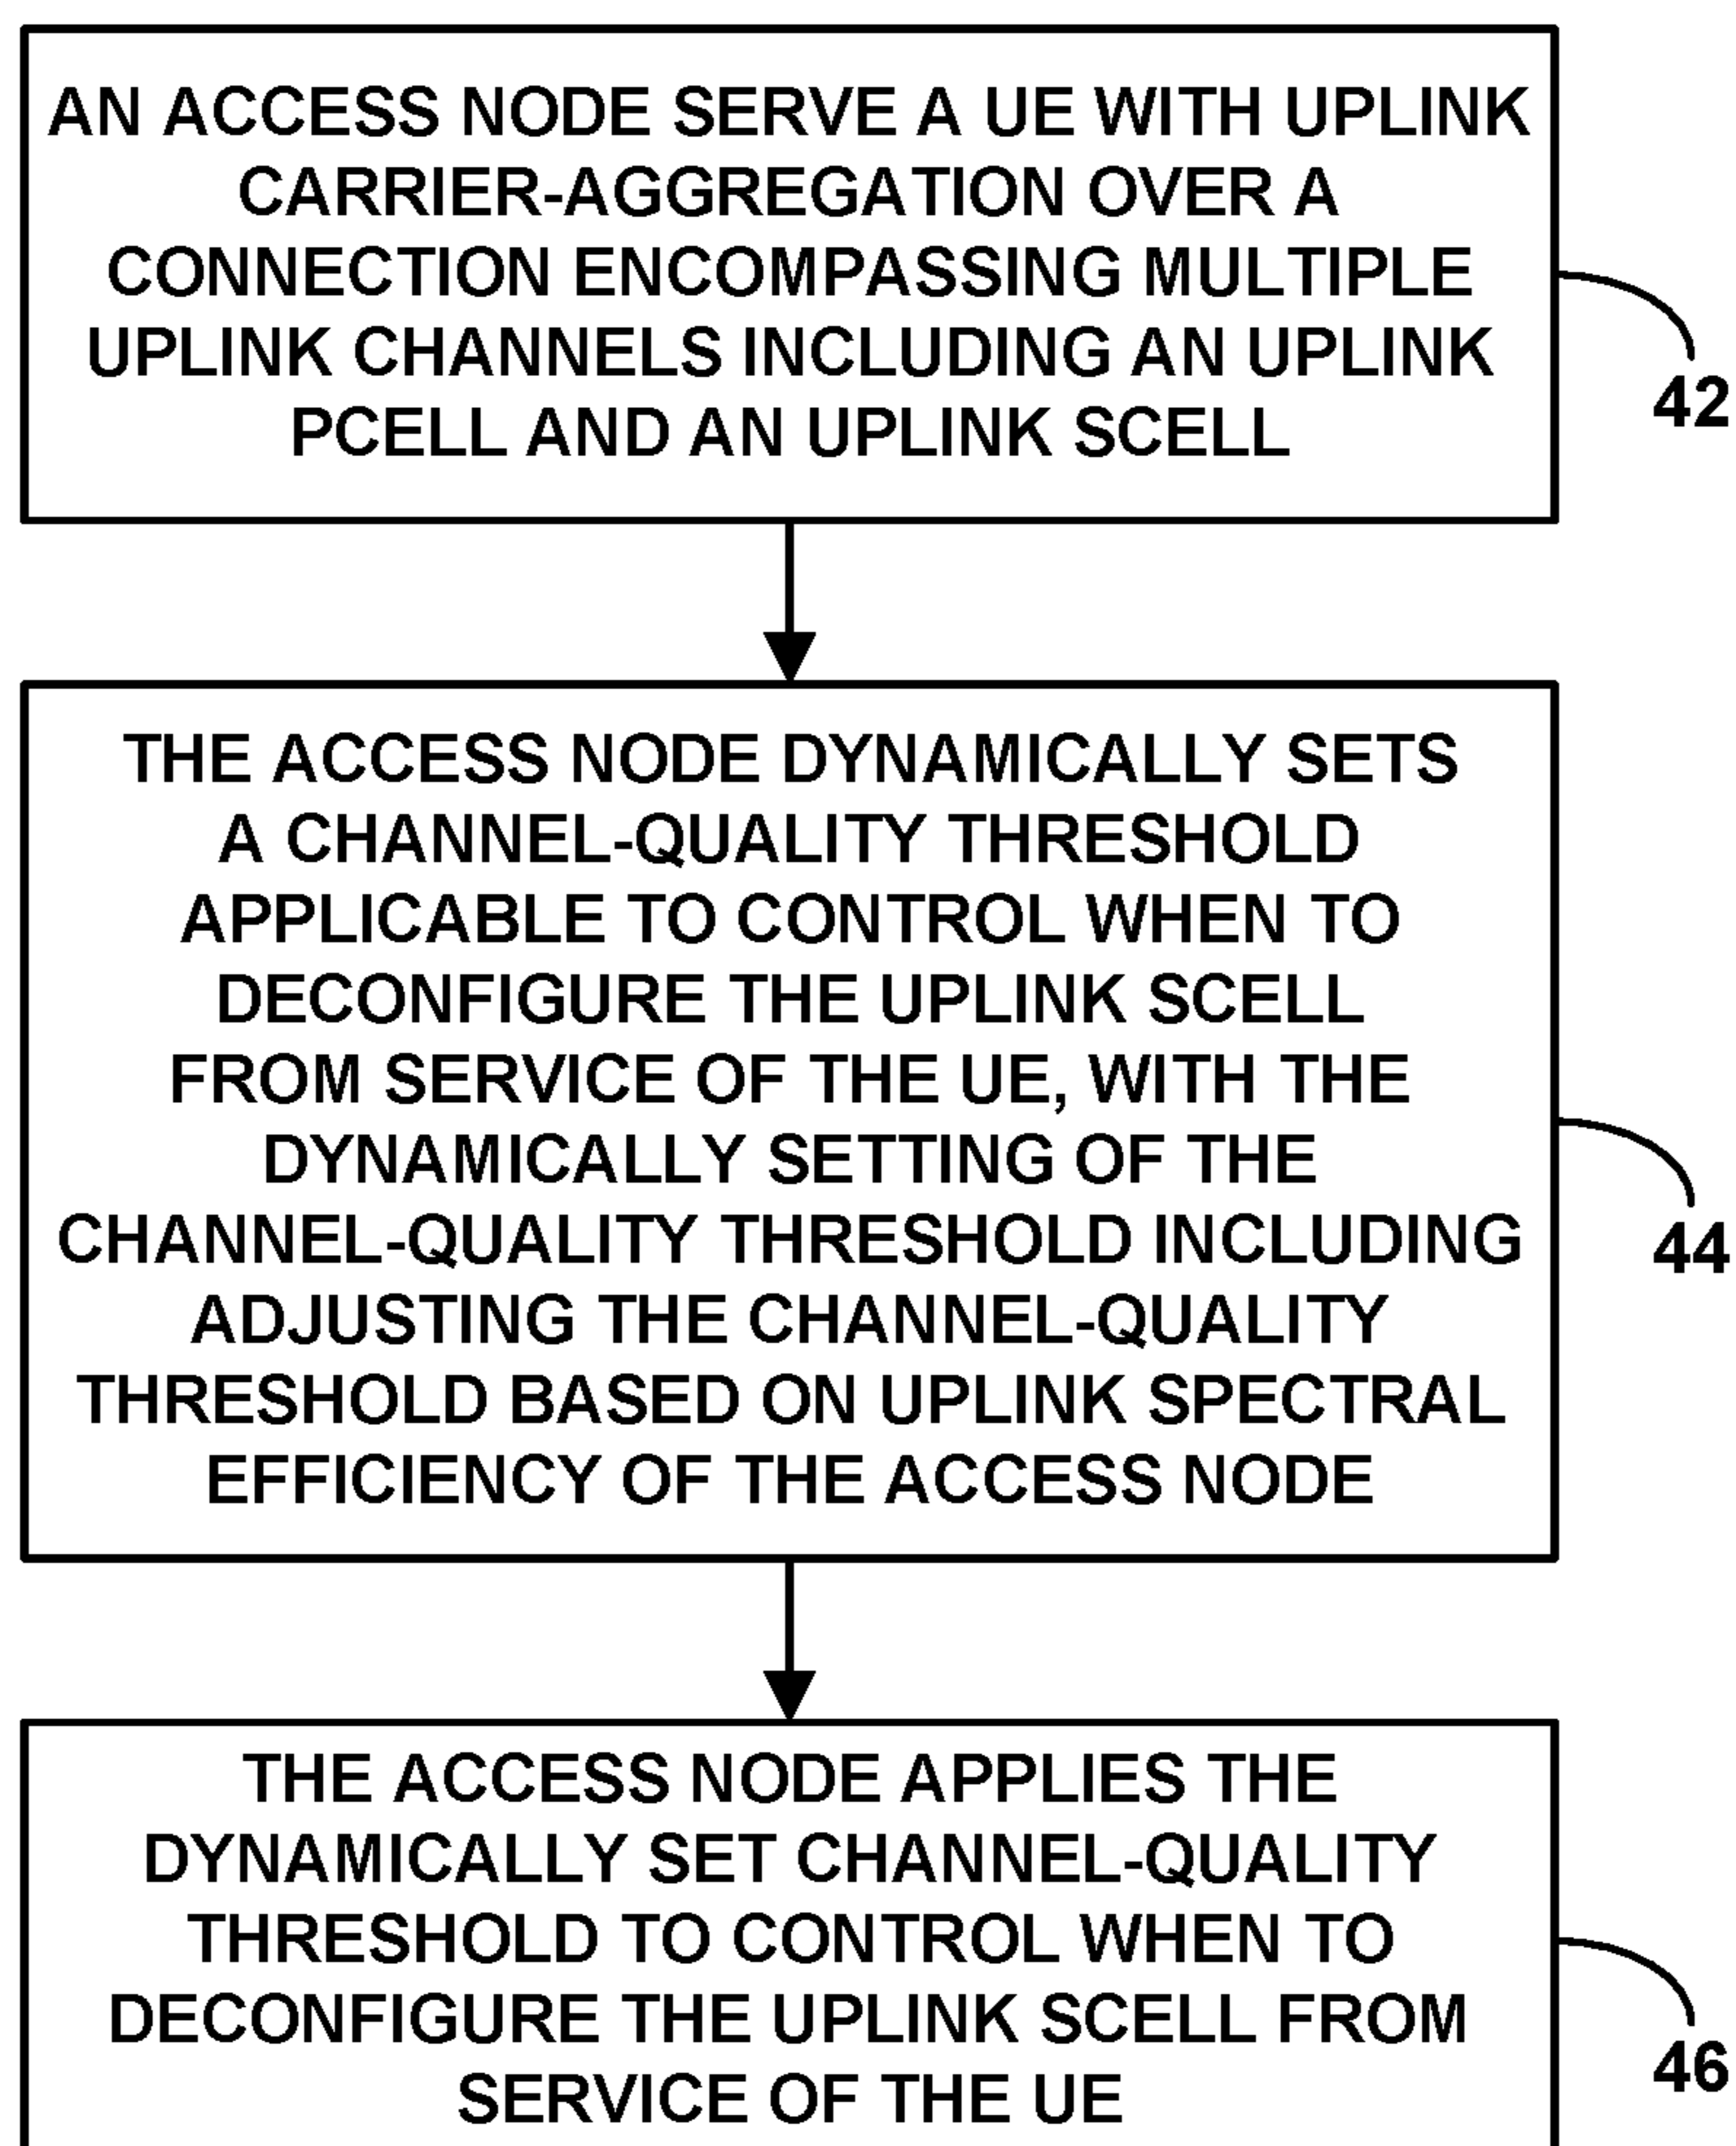 AN ACCESS NODE SERVE A UE WITH UPLINK
CARRIER-AGGREGATION OVER A
CONNECTION ENCOMPASSING MULTIPLE
UPLINK CHANNELS INCLUDING AN UPLINK
PCELL AND AN UPLINK SCELL
42
THE ACCESS NODE DYNAMICALLY SETS
A CHANNEL-QUALITY THRESHOLD
APPLICABLE TO CONTROL WHEN TO
DECONFIGURE THE UPLINK SCELL
FROM SERVICE OF THE UE, WITH THE
DYNAMICALLY SETTING OF THE
CHANNEL-QUALITY THRESHOLD INCLUDING
ADJUSTING THE CHANNEL-QUALITY
THRESHOLD BASED ON UPLINK SPECTRAL
EFFICIENCY OF THE ACCESS NODE
44
THE ACCESS NODE APPLIES THE
DYNAMICALLY SET CHANNEL-QUALITY
THRESHOLD TO CONTROL WHEN TO
DECONFIGURE THE UPLINK SCELL FROM
SERVICE OF THE UE
46